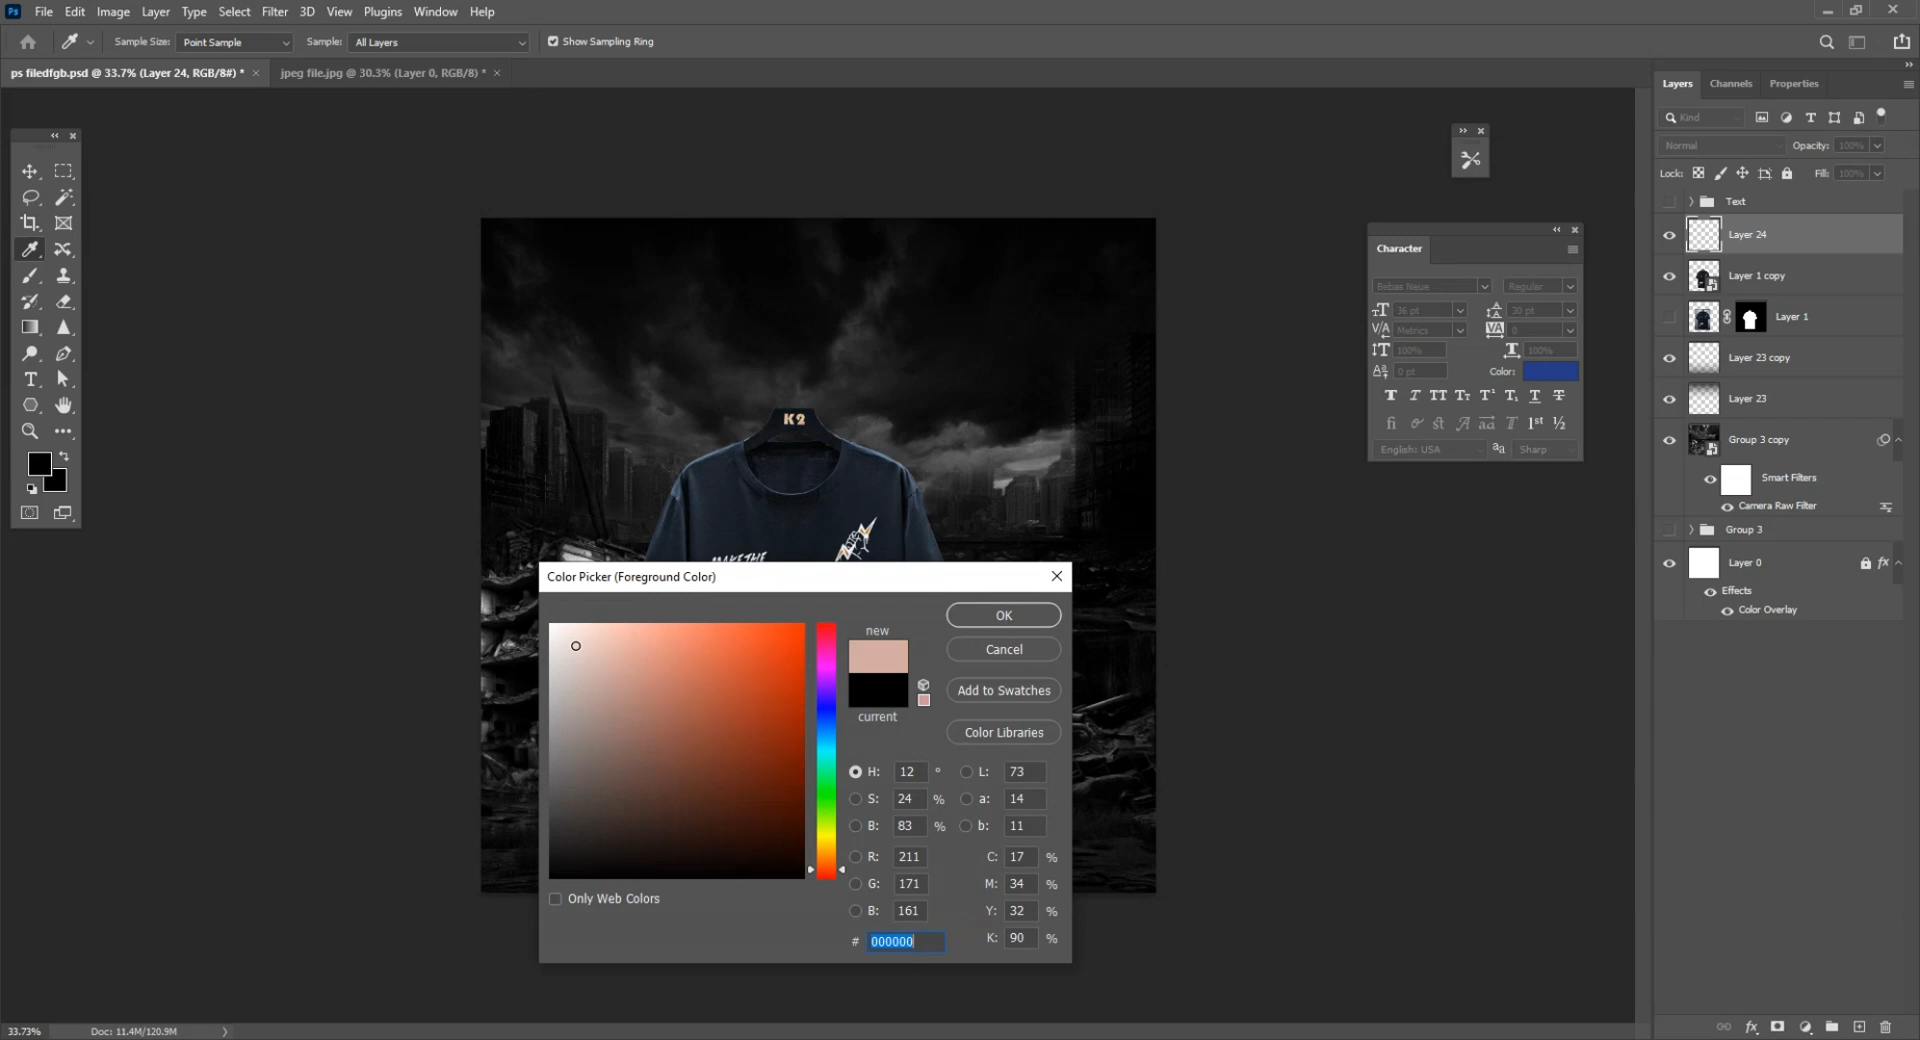 Ps File Edit Image Layer Type Select Filter 3D View Plugins Window Help
Sample Size: Point Sample Sample: All Layers Show Sampling Ring
ps filedfgb.psd @ 33.7% (Layer 24, RGB/8#) * × jpeg file.jpg @ 30.3% (Layer 0, RGB/8) * ×
Layers Channels Properties
Kind
Normal Opacity: 100%
Lock: Fill: 100%
Text
Layer 24
Layer 1 copy
Layer 1
Layer 23 copy
Layer 23
Group 3 copy
Smart Filters
Camera Raw Filter
Group 3
Layer 0 fx
Effects
Color Overlay
Character
Bebas Neue Regular
36 pt 30 pt
Metrics 0
100% 100%
0 pt Color:
English: USA aa Sharp
K2
MAKE THE
Color Picker (Foreground Color)
new
current
OK
Cancel
Add to Swatches
Color Libraries
H: 12 ° L: 73
S: 24 % a: 14
B: 83 % b: 11
R: 211 C: 17 %
G: 171 M: 34 %
B: 161 Y: 32 %
# 000000 K: 90 %
Only Web Colors
33.73% Doc: 11.4M/120.9M